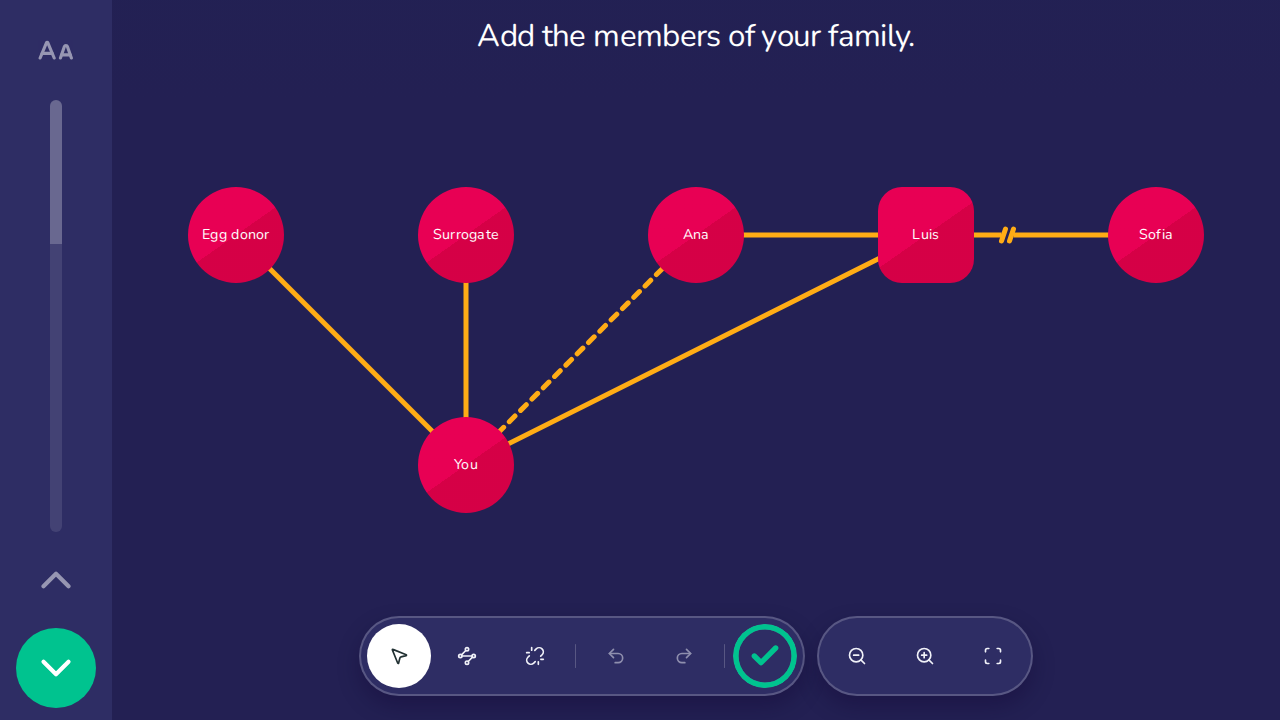 AA
Add the members of your family.
Egg donor
Surrogate
Ana
Luis
Sofia
You